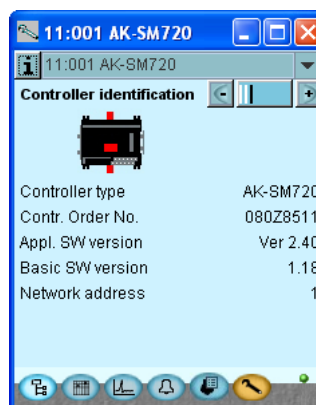 11:001 AK-SM720
11:001 AK-SM720
Controller identification
Controller type AK-SM720
Contr. Order No. 080Z8511
Appl. SW version Ver 2.40
Basic SW version 1.18
Network address 1